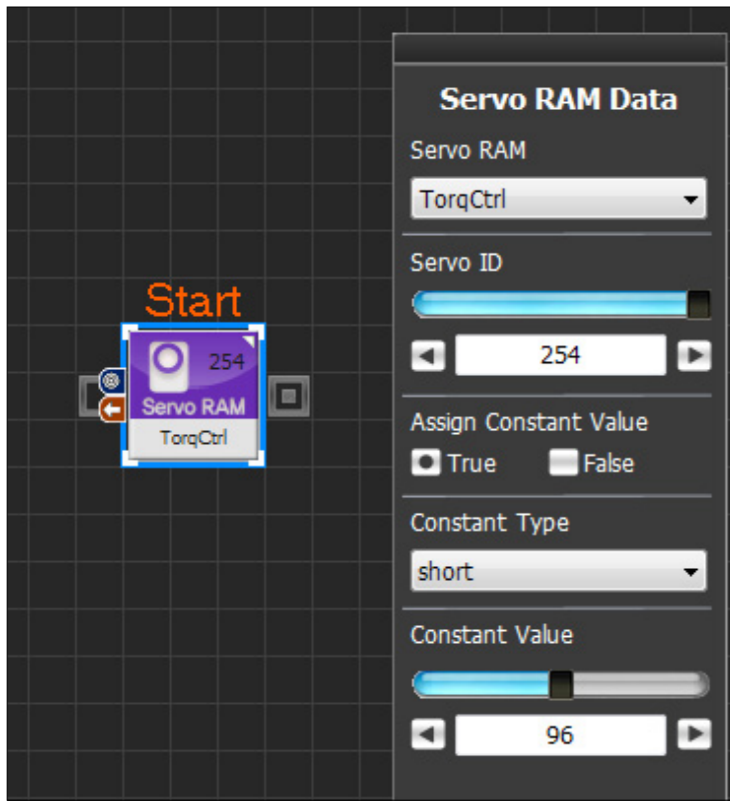 Start
254
Servo RAM
TorqCtrl
Servo RAM Data
Servo RAM
TorqCtrl
Servo ID
254
Assign Constant Value
True False
Constant Type
short
Constant Value
96